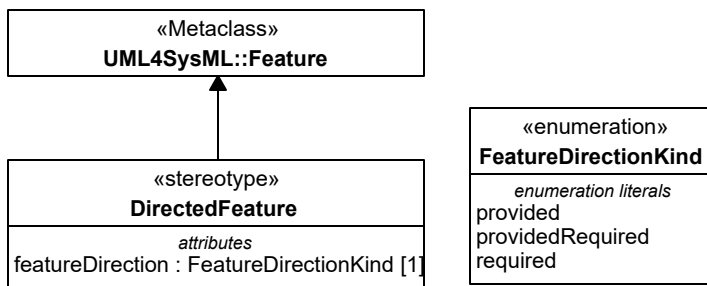 «Metaclass»
UML4SysML::Feature
«stereotype»
DirectedFeature
attributes
featureDirection : FeatureDirectionKind [1]
«enumeration»
FeatureDirectionKind
enumeration literals
provided
providedRequired
required